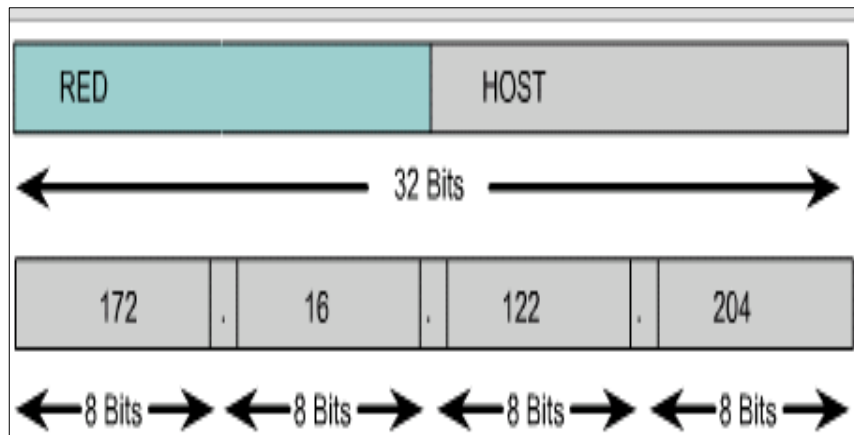 RED HOST
32 Bits
172 . 16 . 122 . 204
8 Bits 8 Bits 8 Bits 8 Bits